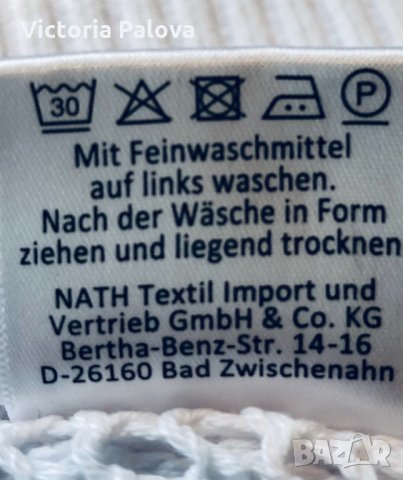 Victoria Palova
30
P
Mit Feinwaschmittel
auf links waschen.
Nach der Wäsche in Form
ziehen und liegend trocknen
NATH Textil Import und
Vertrieb GmbH & Co. KG
Bertha-Benz-Str. 14-16
D-26160 Bad Zwischenahn
BAZAR